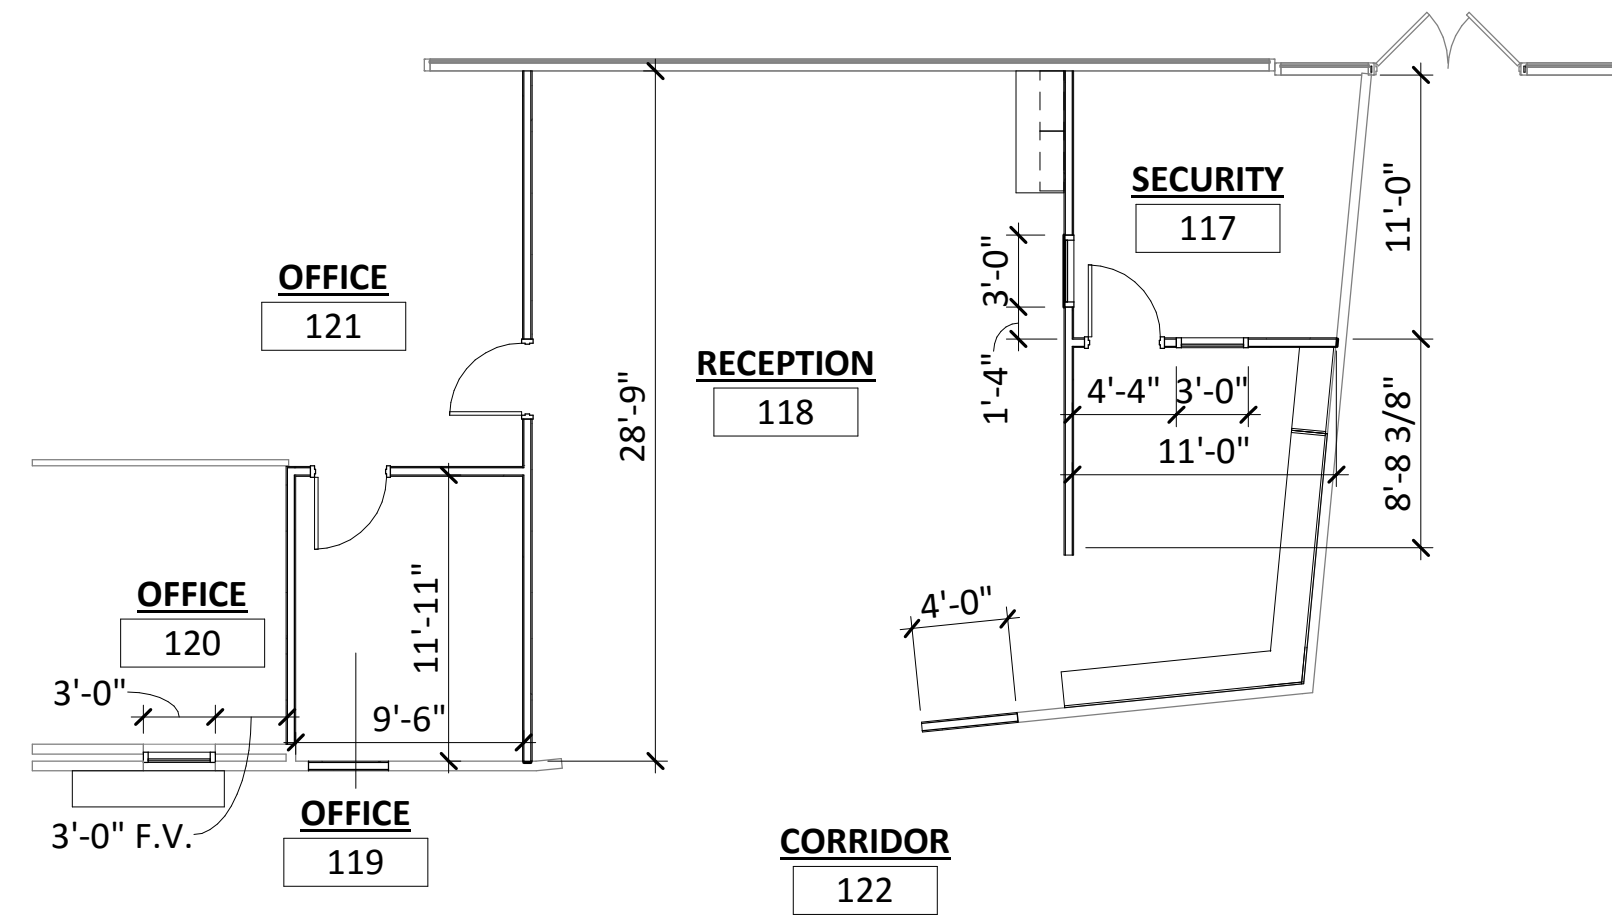 SECURITY
117
11'-0"
OFFICE
121
3'-0"
1'-4"
RECEPTION
118
28'-9"
4'-4"
3'-0"
11'-0"
8'-8 3/8"
OFFICE
120
11'-11"
4'-0"
3'-0"
9'-6"
3'-0" F.V.
OFFICE
119
CORRIDOR
122